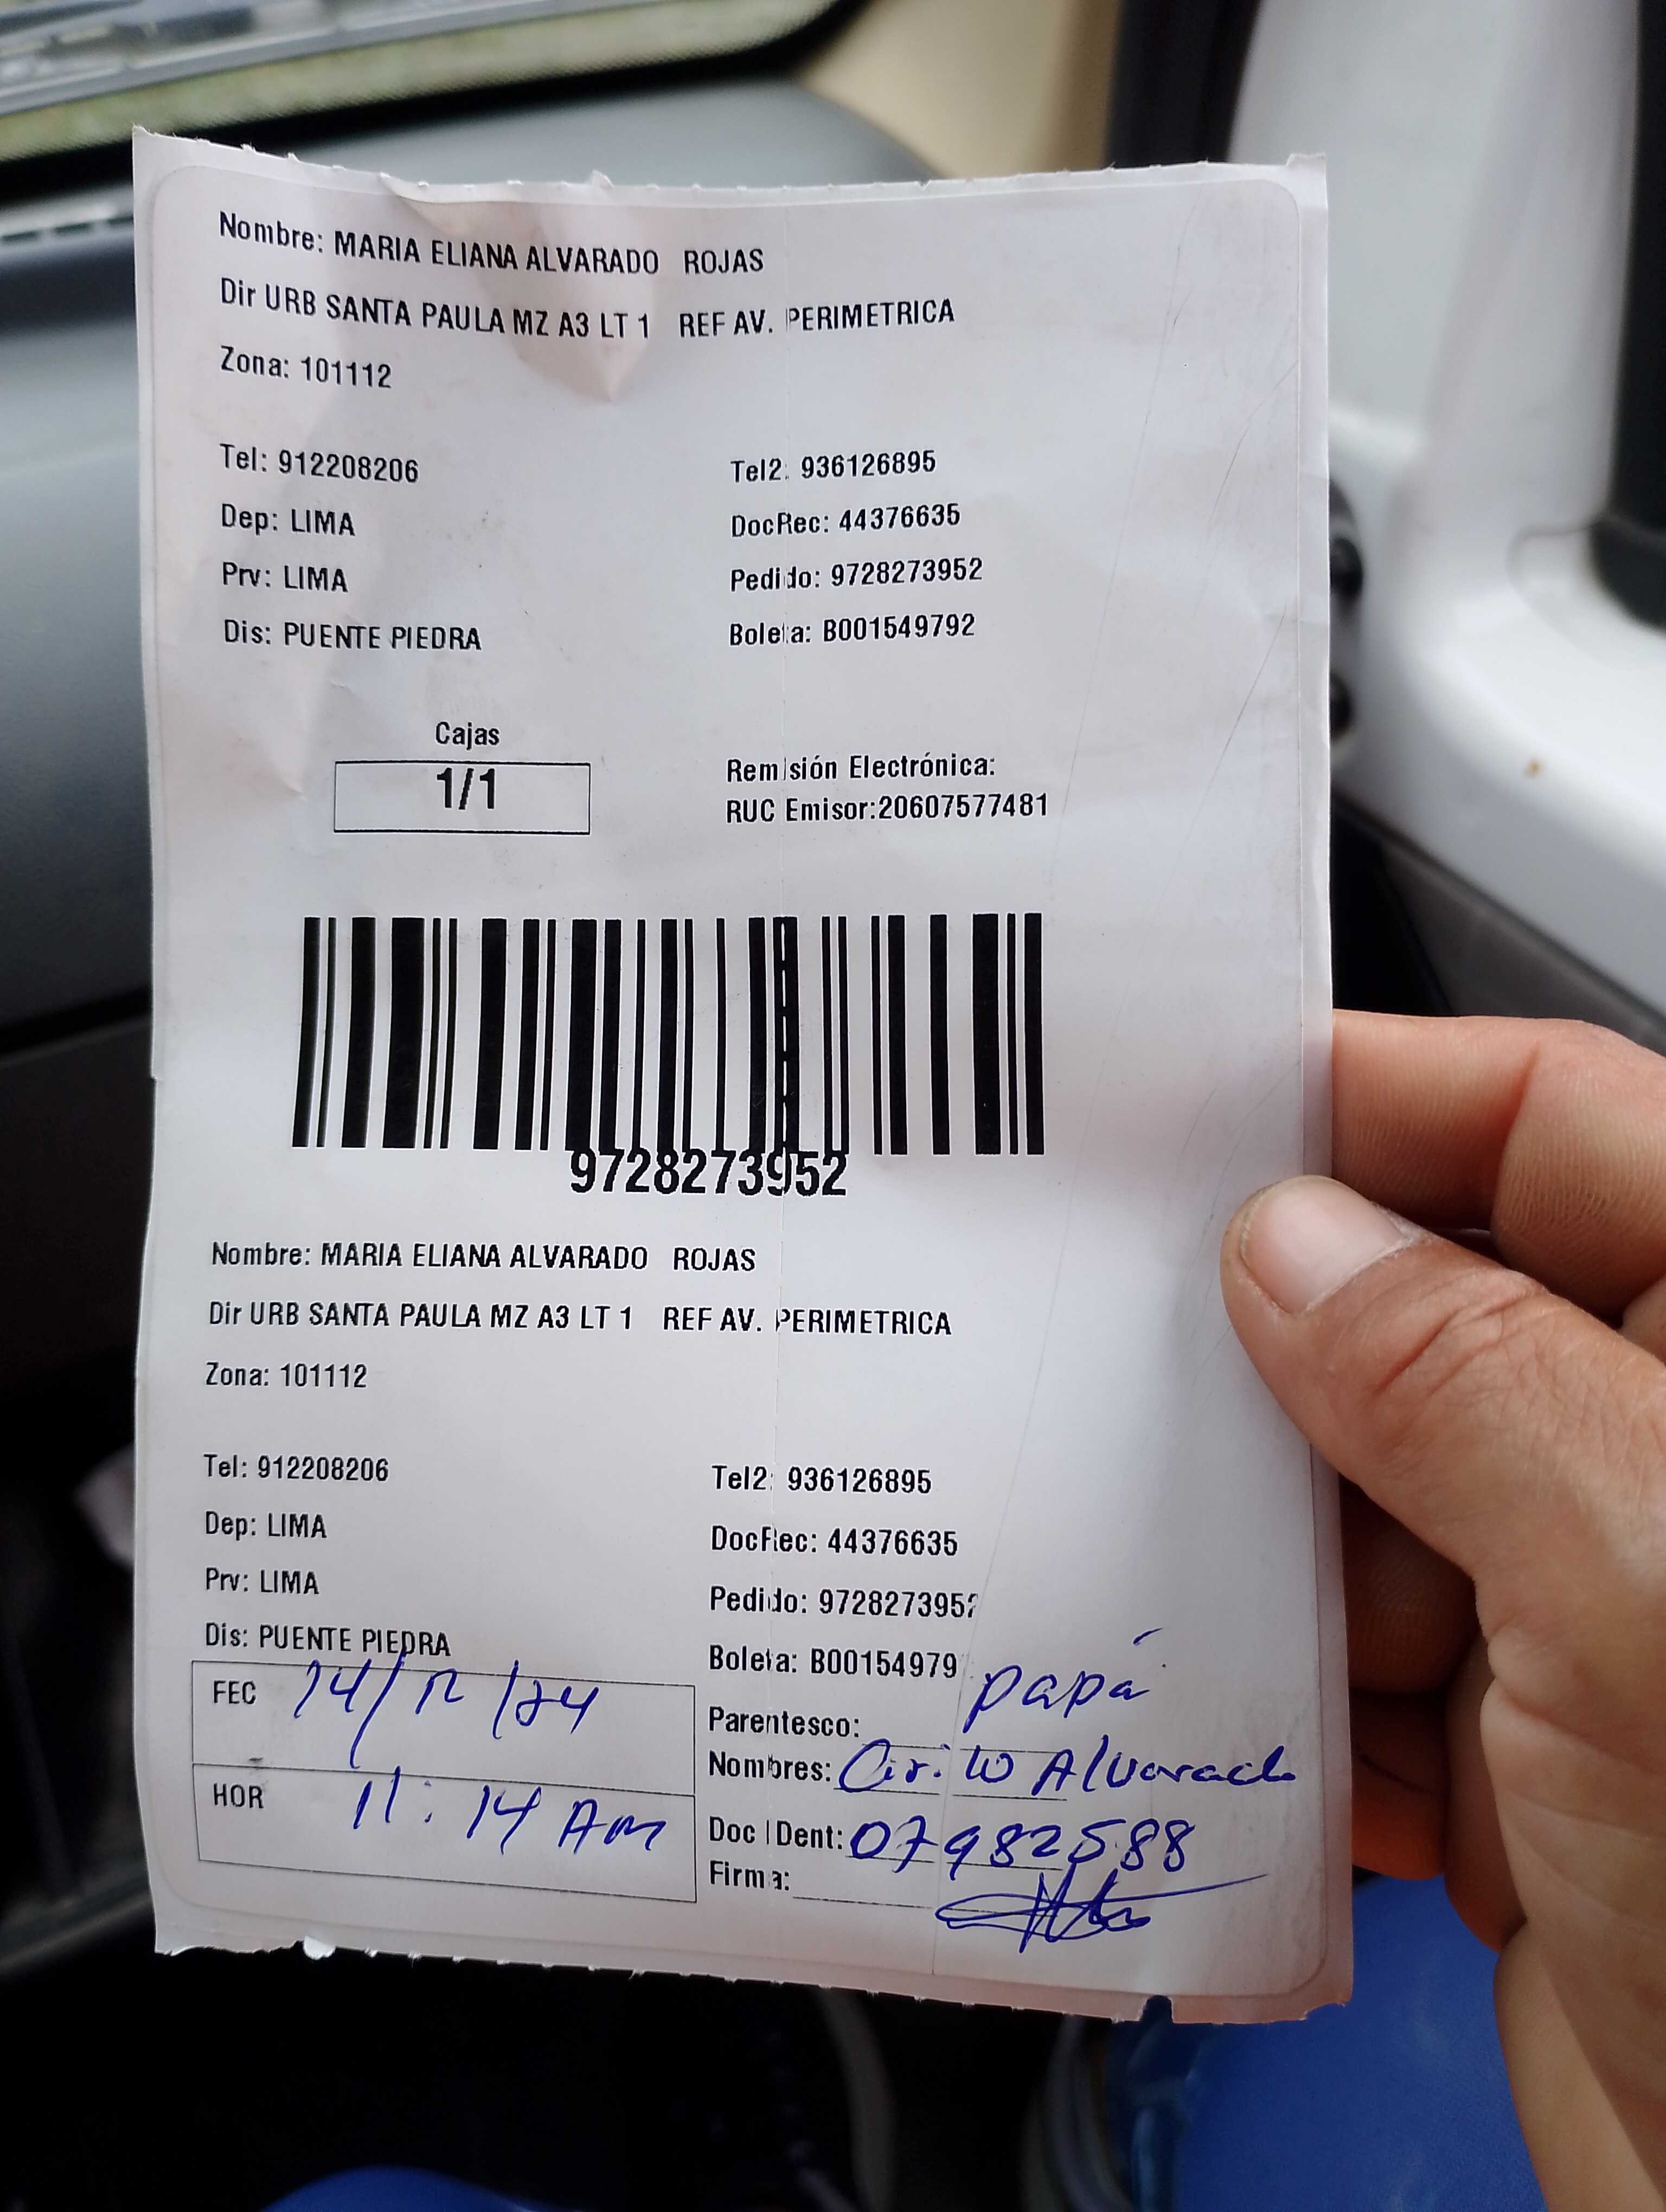 Nombre: MARIA ELIANA ALVARADO ROJAS
Dir URB SANTA PAULA MZ A3 LT 1 REF AV. PERIMETRICA
Zona: 101112
Tel: 912208206 Tel2: 936126895
Dep: LIMA DocRec: 44376635
Prv: LIMA Pedido: 9728273952
Dis: PUENTE PIEDRA Boleta: B001549792
Cajas
1/1
Remisión Electrónica:
RUC Emisor:20607577481
9728273952
Nombre: MARIA ELIANA ALVARADO ROJAS
Dir URB SANTA PAULA MZ A3 LT 1 REF AV. PERIMETRICA
Zona: 101112
Tel: 912208206 Tel2: 936126895
Dep: LIMA DocRec: 44376635
Prv: LIMA Pedido: 9728273952
Dis: PUENTE PIEDRA Boleta: B00154979
FEC 14/12/24 Parentesco: papá
Nombres: Cirilo Alvarado
HOR 11:14 AM Doc IDent: 07982588
Firma: